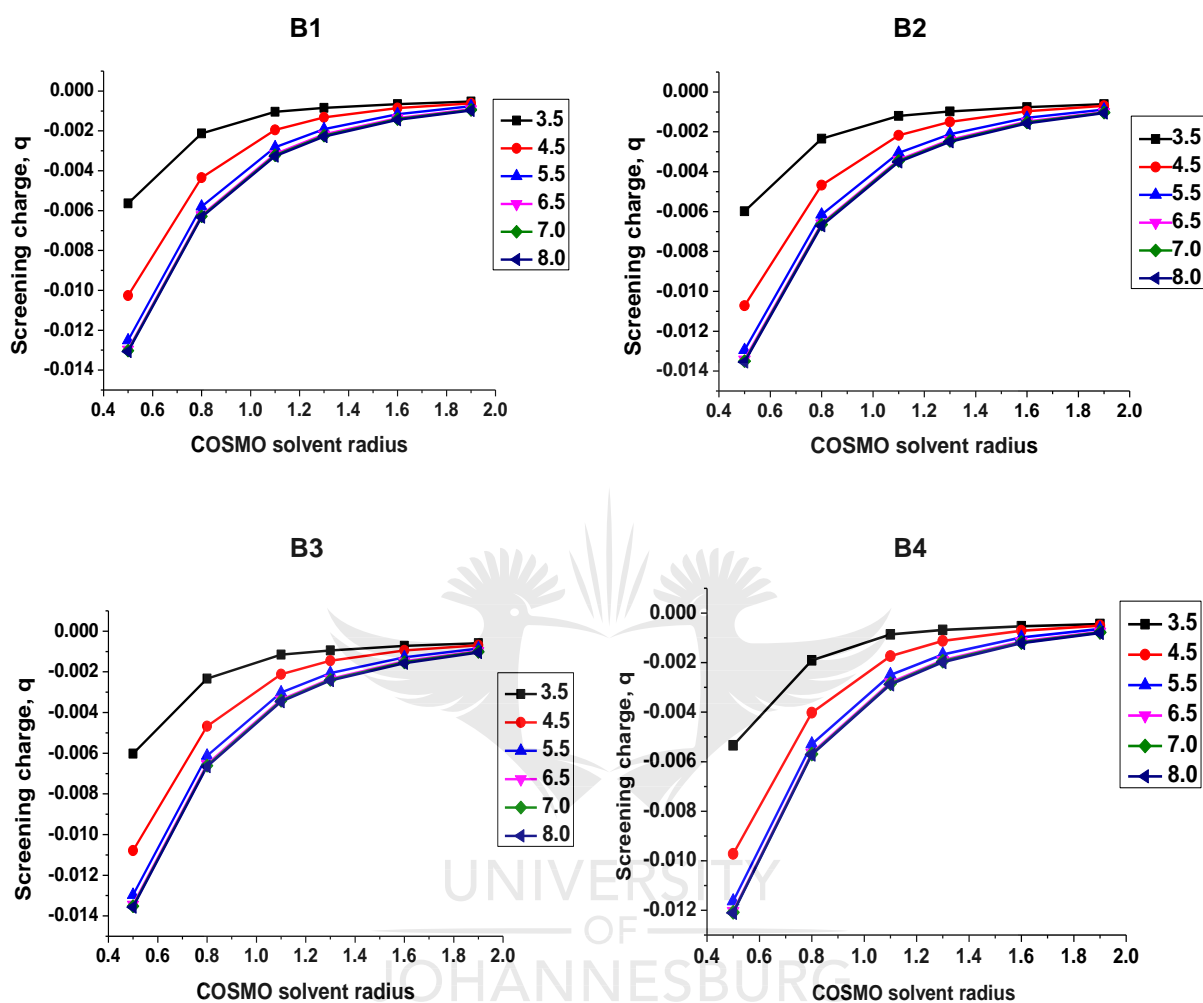 B1
Screening charge, q
0.000
-0.002
-0.004
-0.006
-0.008
-0.010
-0.012
-0.014
0.4 0.6 0.8 1.0 1.2 1.4 1.6 1.8 2.0
COSMO solvent radius
3.5
4.5
5.5
6.5
7.0
8.0
B2
Screening charge, q
0.000
-0.002
-0.004
-0.006
-0.008
-0.010
-0.012
-0.014
0.4 0.6 0.8 1.0 1.2 1.4 1.6 1.8 2.0
COSMO solvent radius
3.5
4.5
5.5
6.5
7.0
8.0
B3
Screening charge, q
0.000
-0.002
-0.004
-0.006
-0.008
-0.010
-0.012
-0.014
0.4 0.6 0.8 1.0 1.2 1.4 1.6 1.8 2.0
COSMO solvent radius
3.5
4.5
5.5
6.5
7.0
8.0
B4
Screening charge, q
0.000
-0.002
-0.004
-0.006
-0.008
-0.010
-0.012
0.4 0.6 0.8 1.0 1.2 1.4 1.6 1.8 2.0
COSMO solvent radius
3.5
4.5
5.5
6.5
7.0
8.0
UNIVERSITY
OF
JOHANNESBURG